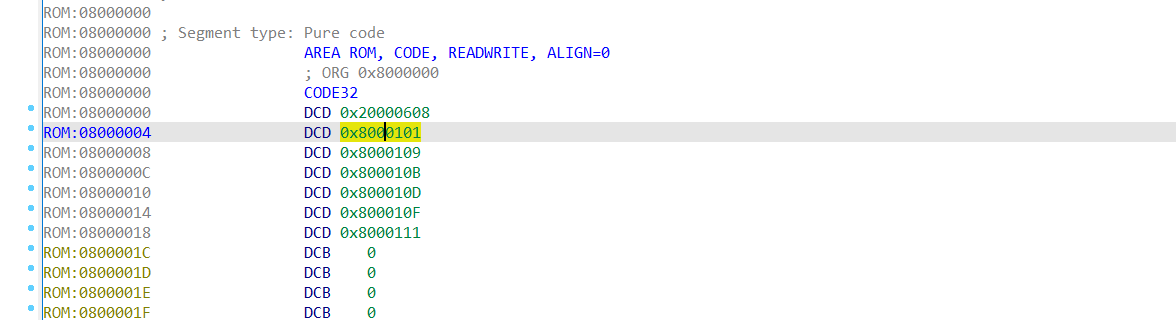 ROM:08000000
ROM:08000000 ; Segment type: Pure code
ROM:08000000 AREA ROM, CODE, READWRITE, ALIGN=0
ROM:08000000 ; ORG 0x8000000
ROM:08000000 CODE32
ROM:08000000 DCD 0x20000608
ROM:08000004 DCD 0x8000101
ROM:08000008 DCD 0x8000109
ROM:0800000C DCD 0x800010B
ROM:08000010 DCD 0x800010D
ROM:08000014 DCD 0x800010F
ROM:08000018 DCD 0x8000111
ROM:0800001C DCB 0
ROM:0800001D DCB 0
ROM:0800001E DCB 0
ROM:0800001F DCB 0